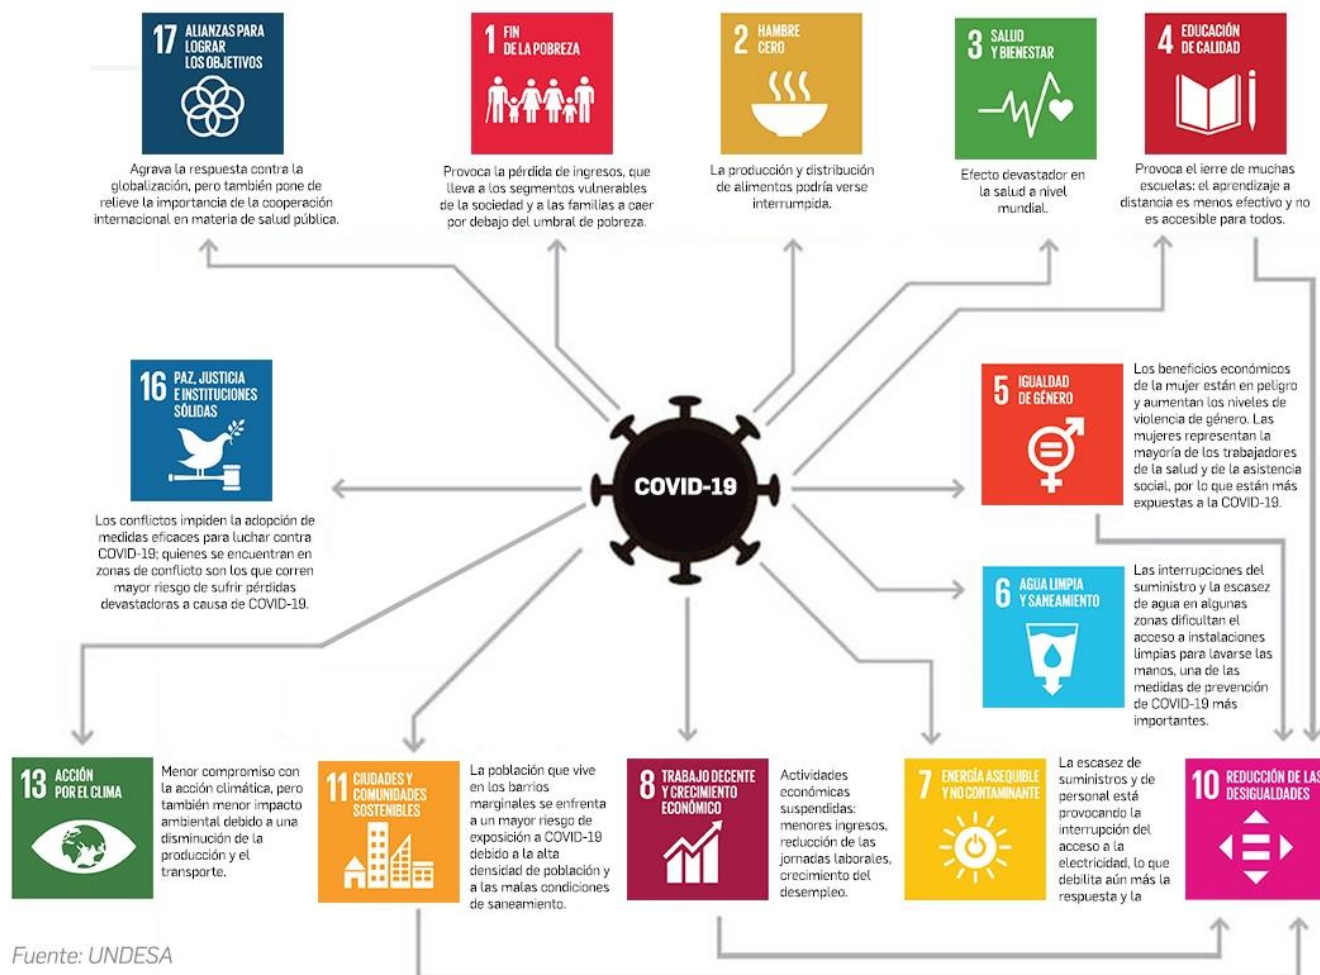 17 ALIANZAS PARA
LOGRAR
LOS OBJETIVOS
Agrava la respuesta contra la
globalización, pero también pone de
relieve la importancia de la cooperación
internacional en materia de salud pública.
1 FIN
DE LA POBREZA
Provoca la pérdida de ingresos, que
lleva a los segmentos vulnerables
de la sociedad y a las familias a caer
por debajo del umbral de pobreza.
2 HAMBRE
CERO
La producción y distribución
de alimentos podría verse
interrumpida.
3 SALUD
Y BIENESTAR
Efecto devastador en
la salud a nivel
mundial.
4 EDUCACIÓN
DE CALIDAD
Provoca el ierre de muchas
escuelas: el aprendizaje a
distancia es menos efectivo y no
es accesible para todos.
16 PAZ, JUSTICIA
E INSTITUCIONES
SÓLIDAS
Los conflictos impiden la adopción de
medidas eficaces para luchar contra
COVID-19; quienes se encuentran en
zonas de conflicto son los que corren
mayor riesgo de sufrir pérdidas
devastadoras a causa de COVID-19.
COVID-19
5 IGUALDAD
DE GÉNERO
Los beneficios económicos
de la mujer están en peligro
y aumentan los niveles de
violencia de género. Las
mujeres representan la
mayoría de los trabajadores
de la salud y de la asistencia
social, por lo que están más
expuestas a la COVID-19.
6 AGUA LIMPIA
Y SANEAMIENTO
Las interrupciones del
suministro y la escasez
de agua en algunas
zonas dificultan el
acceso a instalaciones
limpias para lavarse las
manos, una de las
medidas de prevención
de COVID-19 más
importantes.
13 ACCIÓN
POR EL CLIMA
Menor compromiso con
la acción climática, pero
también menor impacto
ambiental debido a una
disminución de la
producción y el
transporte.
11 CIUDADES Y
COMUNIDADES
SOSTENIBLES
La población que vive
en los barrios
marginales se enfrenta
a un mayor riesgo de
exposición a COVID-19
debido a la alta
densidad de población y
a las malas condiciones
de saneamiento.
8 TRABAJO DECENTE
Y CRECIMIENTO
ECONÓMICO
Actividades
económicas
suspendidas:
menores ingresos,
reducción de las
jornadas laborales,
crecimiento del
desempleo.
7 ENERGÍA ASEQUIBLE
Y NO CONTAMINANTE
La escasez de
suministros y de
personal está
provocando la
interrupción del
acceso a la
electricidad, lo que
debilita aún más la
respuesta y la
10 REDUCCIÓN DE LAS
DESIGUALDADES
Fuente: UNDESA